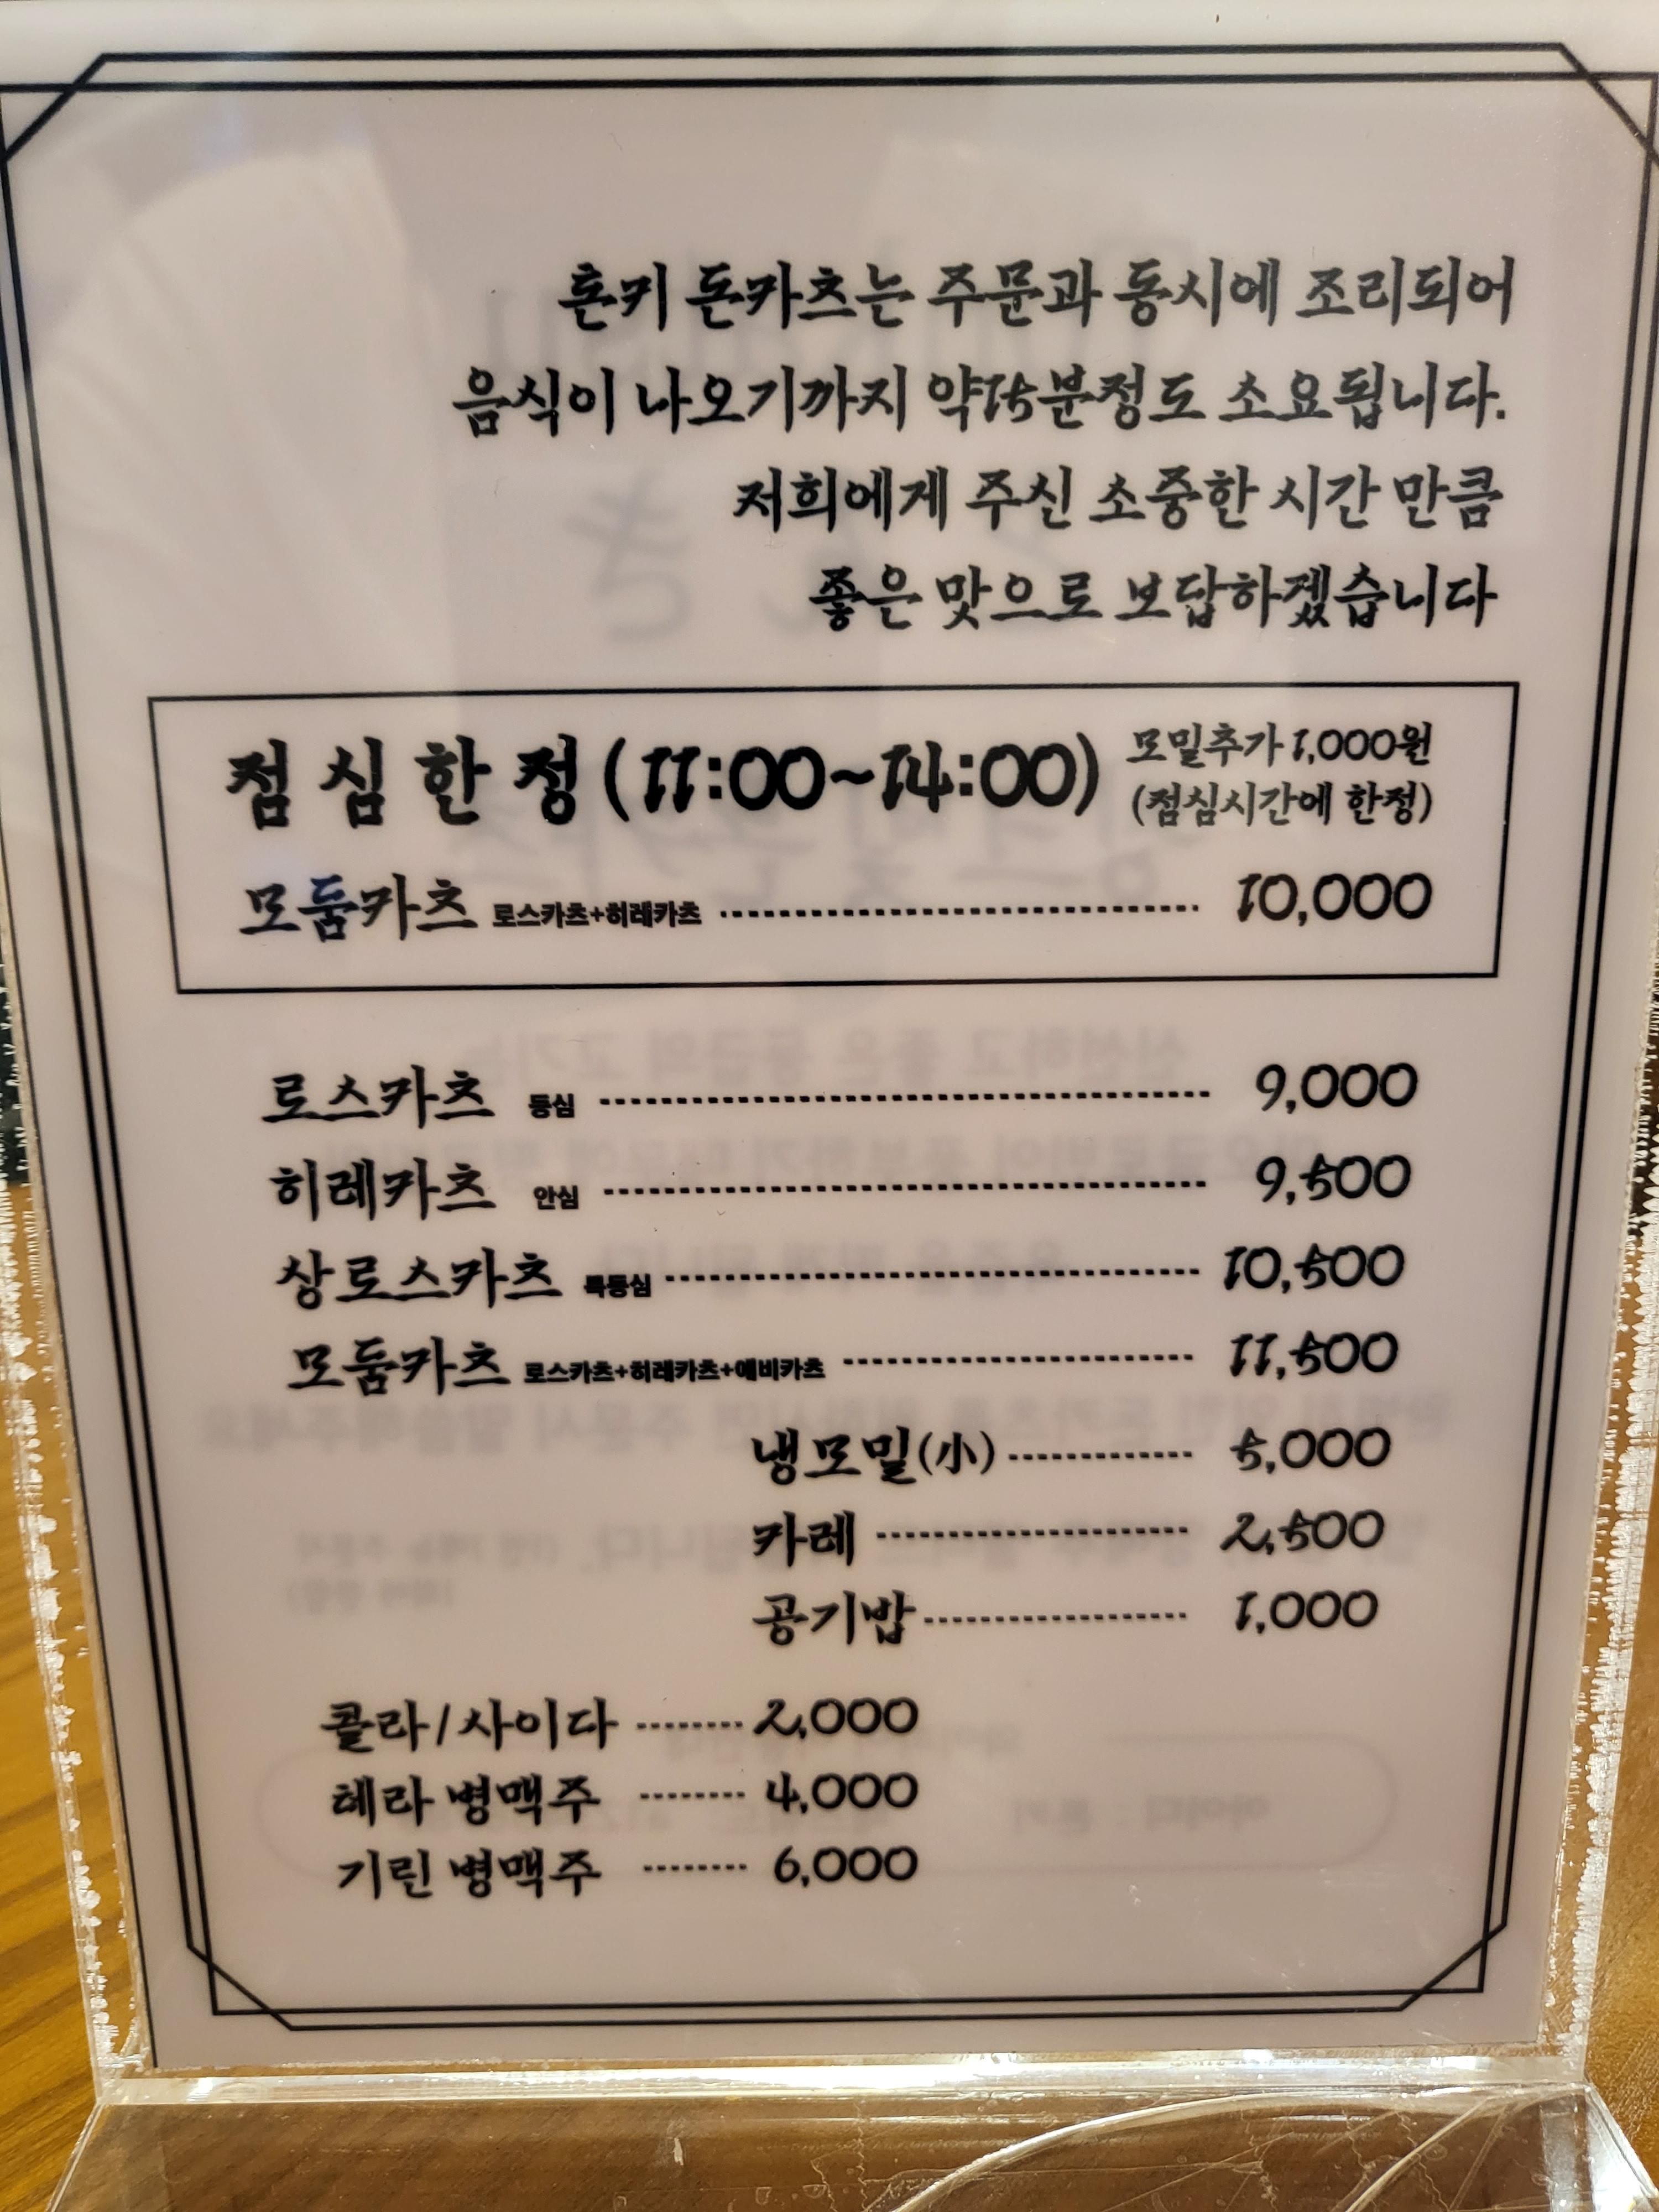 혼키 돈카츠는 주문과 동시에 조리되어
음식이 나오기까지 약15분정도 소요됩니다.
저희에게 주신 소중한 시간 만큼
좋은 맛으로 보답하겠습니다
점심한정(11:00~14:00) 모밀추가 1,000원
(점심시간에 한정)
모둠카츠 로스카츠+히레카츠 10,000
로스카츠 등심 9,000
히레카츠 안심 9,500
상로스카츠 특등심 10,500
모둠카츠 로스카츠+히레카츠+에비카츠 11,500
냉모밀(小) 5,000
카레 2,500
공기밥 1,000
콜라/사이다 2,000
테라 병맥주 4,000
기린 병맥주 6,000